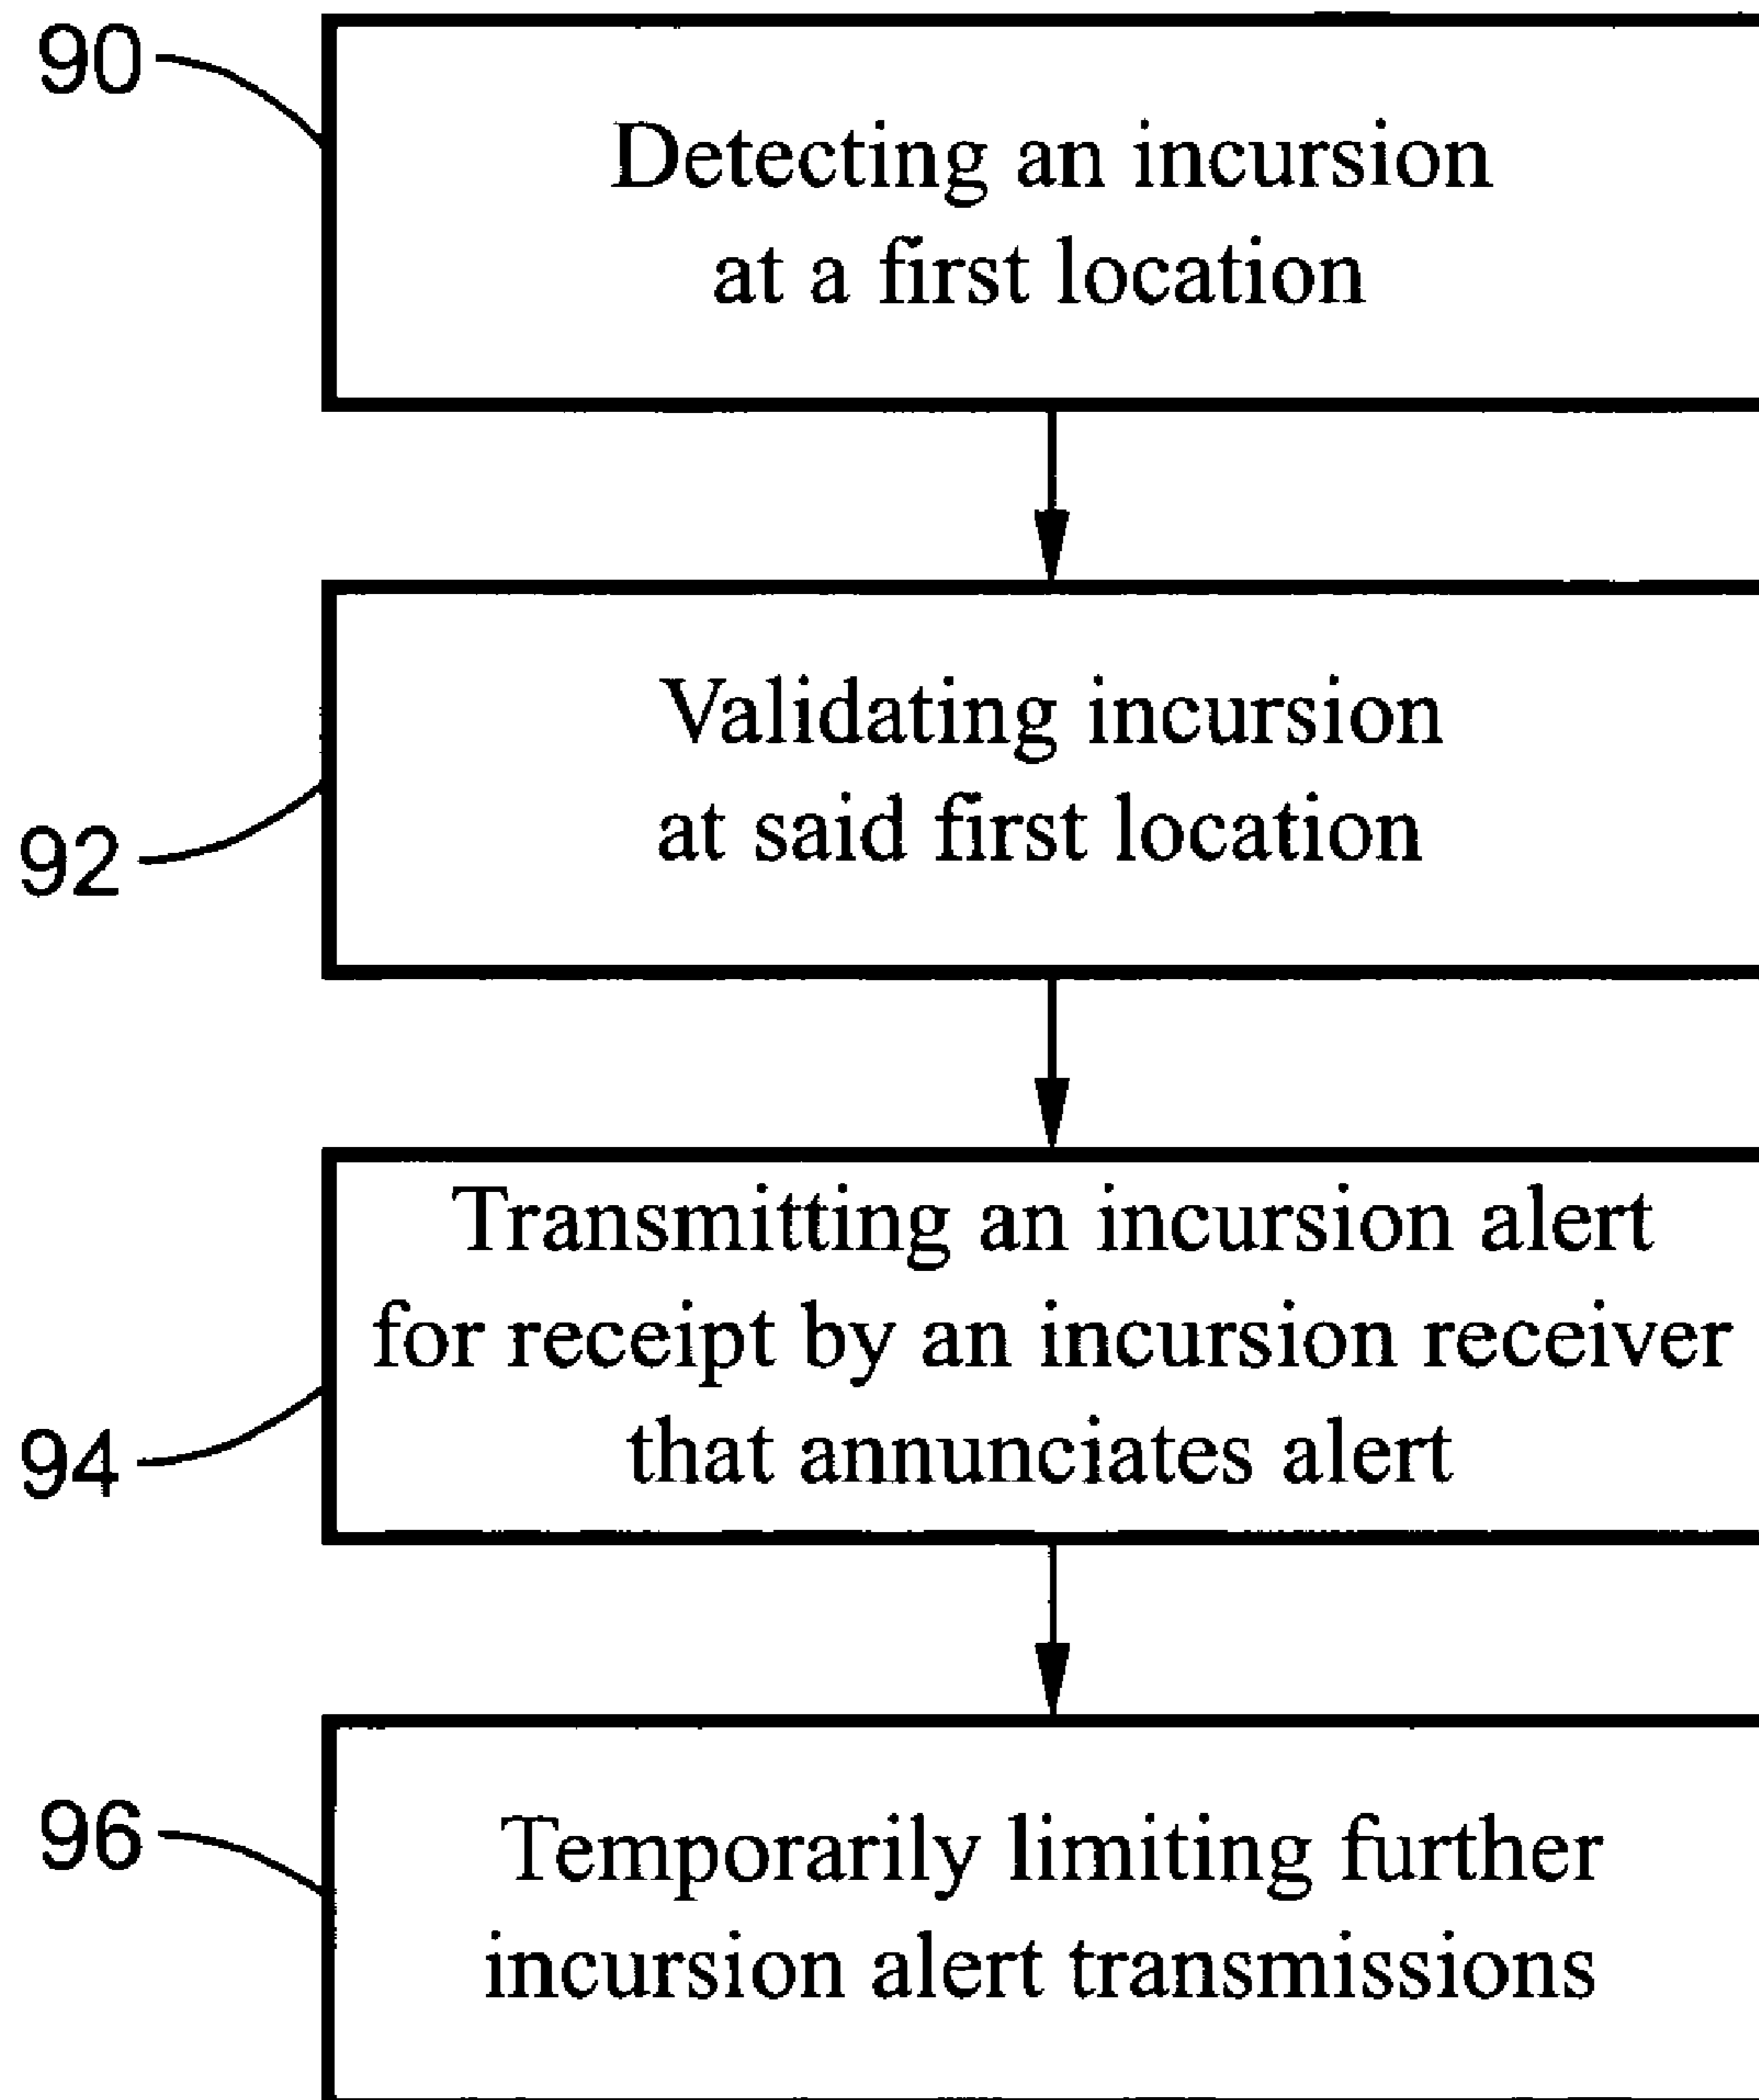 90
Detecting an incursion
at a first location
Validating incursion
at said first location
92
Transmitting an incursion alert
for receipt by an incursion receiver
that annunciates alert
94
96
Temporarily limiting further
incursion alert transmissions